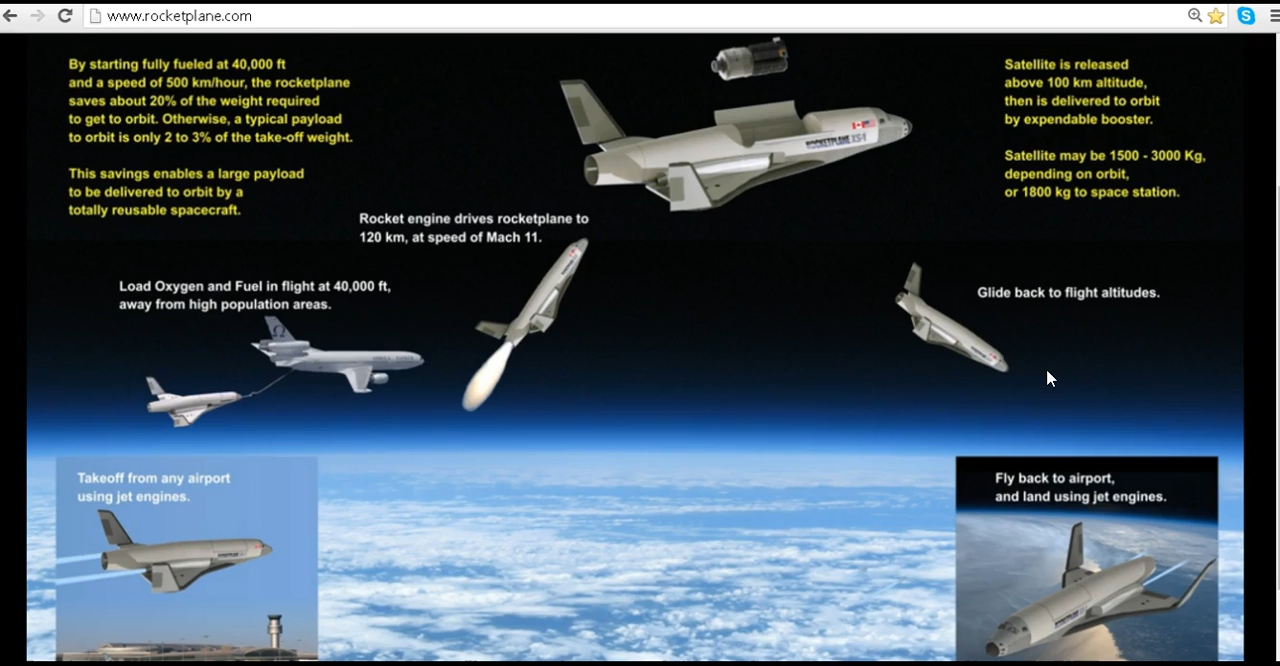 www.rocketplane.com
By starting fully fueled at 40,000 ft
and a speed of 500 km/hour, the rocketplane
saves about 20% of the weight required
to get to orbit. Otherwise, a typical payload
to orbit is only 2 to 3% of the take-off weight.
This savings enables a large payload
to be delivered to orbit by a
totally reusable spacecraft.
Satellite is released
above 100 km altitude,
then is delivered to orbit
by expendable booster.
Satellite may be 1500 - 3000 Kg,
depending on orbit,
or 1800 kg to space station.
ROCKETPLANE XS-1
Rocket engine drives rocketplane to
120 km, at speed of Mach 11.
Load Oxygen and Fuel in flight at 40,000 ft,
away from high population areas.
Ω
Glide back to flight altitudes.
Takeoff from any airport
using jet engines.
Fly back to airport,
and land using jet engines.